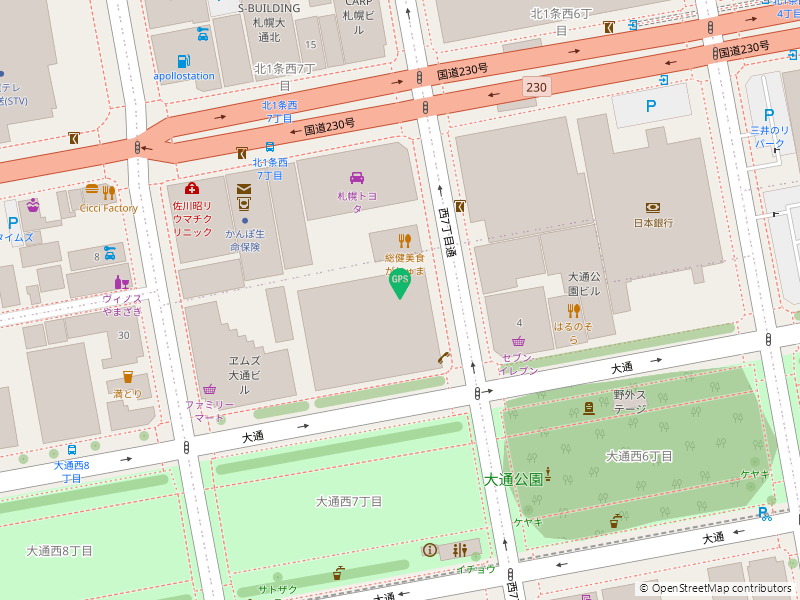 S-BUILDING
札幌大
通北
CARP
札幌ビ
ル
15
北1条西6丁
目
4丁目
国道230号
国道230号
230
送(STV)
apollostation
北1条西7丁
目
北1条西
7丁目
国道230号
北1条西
7丁目
P
P
三井のリ
パーク
佐川昭リ
ウマチク
リニック
かんぽ生
命保険
札幌トヨ
タ
西7丁目通
日本銀行
Cicci Factory
P
タイムズ
8
総健美食
GPS
大通公
園ビル
ヴィノス
やまざき
30
4
はるのそ
ら
セブン
イレブン
ヱムズ
大通ビ
ル
満とり
ファミリー
マート
大通
大通
野外ス
テージ
大通西8
丁目
大通西6丁目
大通公園
ケヤキ
大通西7丁目
ケヤキ
大通西8丁目
大通
イチョウ
サトザク
ラ
大通
西7
© OpenStreetMap contributors